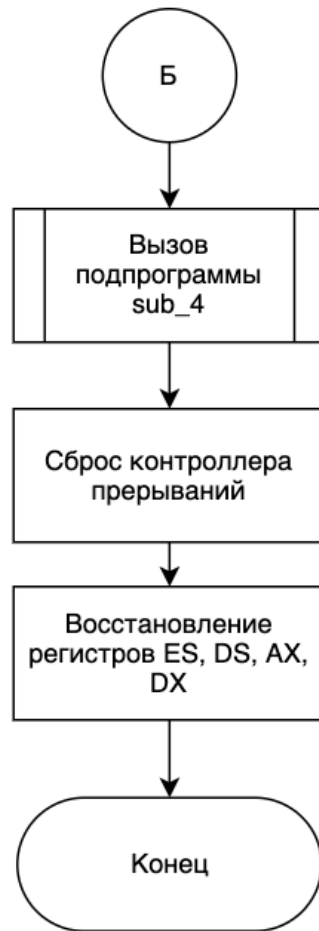 Б
Вызов
подпрограммы
sub_4
Сброс контроллера
прерываний
Восстановление
регистров ES, DS, AX,
DX
Конец